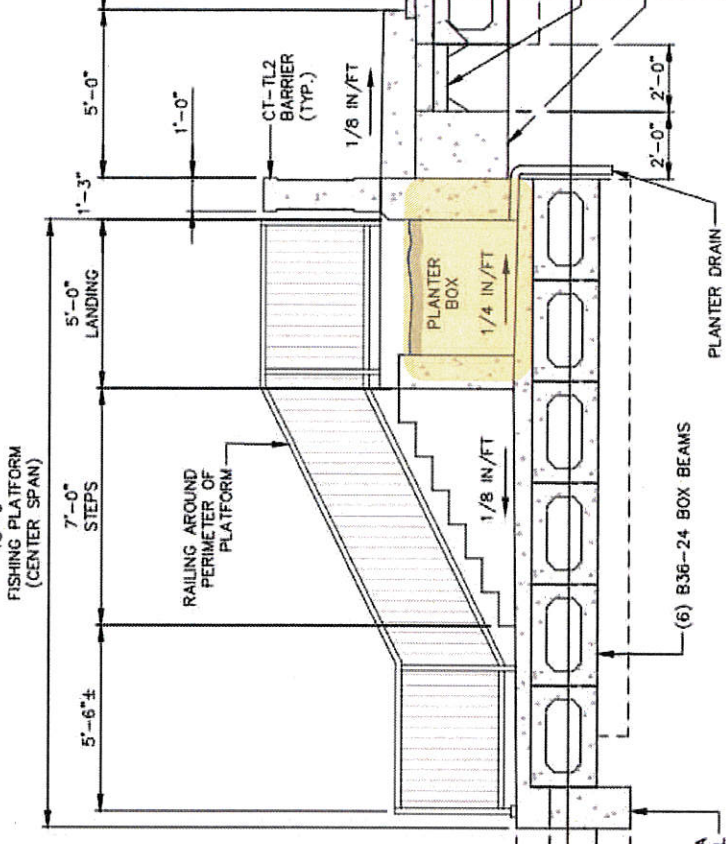 FISHING PLATFORM
(CENTER SPAN)
5'-6"±
7'-0"
STEPS
5'-0"
LANDING
1'-3"
1'-0"
5'-0"
RAILING AROUND
PERIMETER OF
PLATFORM
CT-TL2
BARRIER
(TYP.)
1/8 IN/FT
PLANTER
BOX
1/4 IN/FT
1/8 IN/FT
2'-0"
2'-0"
(6) B36-24 BOX BEAMS
PLANTER DRAIN